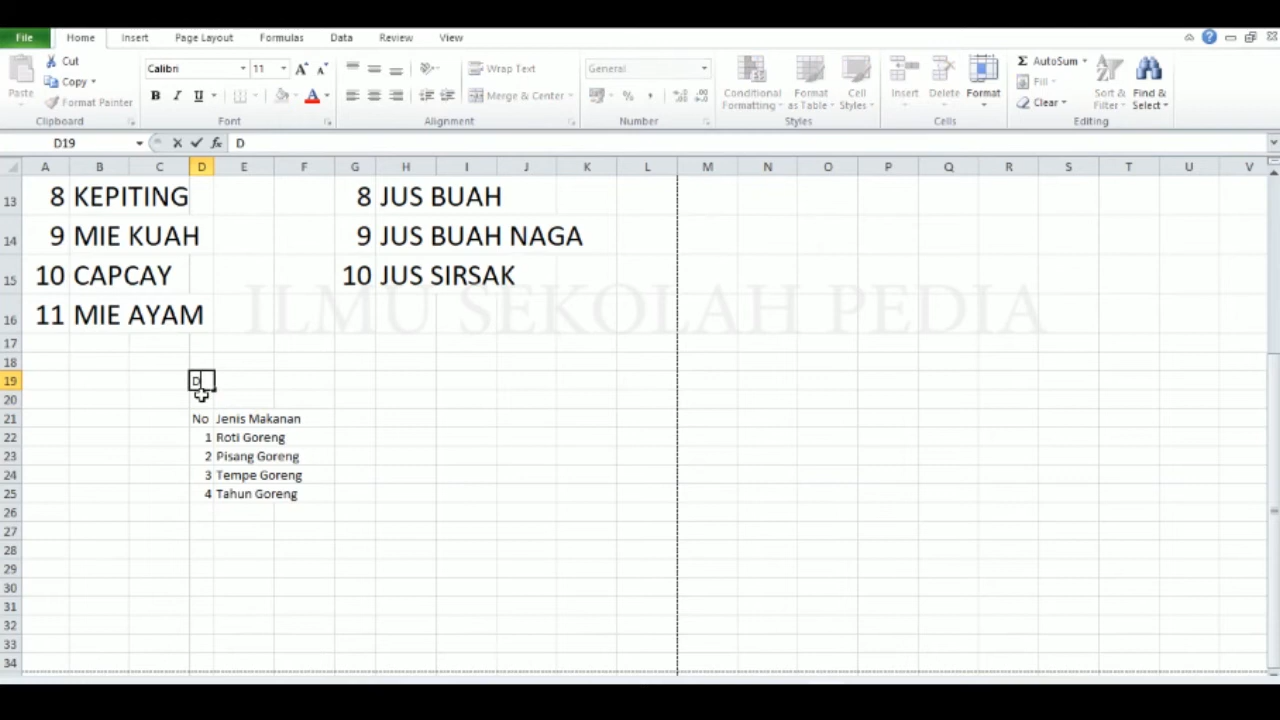 File Home Insert Page Layout Formulas Data Review View
Cut
Copy
Format Painter
Paste
Clipboard
Calibri 11 A A
B I U A
Font
Wrap Text
Merge & Center
Alignment
General
% ,
Number
Conditional Formatting
Format as Table
Cell Styles
Styles
Insert Delete Format
Cells
Σ AutoSum
Fill
Clear
Sort & Filter
Find & Select
Editing
D19 fx D
A B C D E F G H I J K L M N O P Q R S T U V
13 8 KEPITING 8 JUS BUAH
14 9 MIE KUAH 9 JUS BUAH NAGA
15 10 CAPCAY 10 JUS SIRSAK
16 11 MIE AYAM
ILMU SEKOLAH PEDIA
17
18
19 D
20
21 No Jenis Makanan
22 1 Roti Goreng
23 2 Pisang Goreng
24 3 Tempe Goreng
25 4 Tahun Goreng
26
27
28
29
30
31
32
33
34